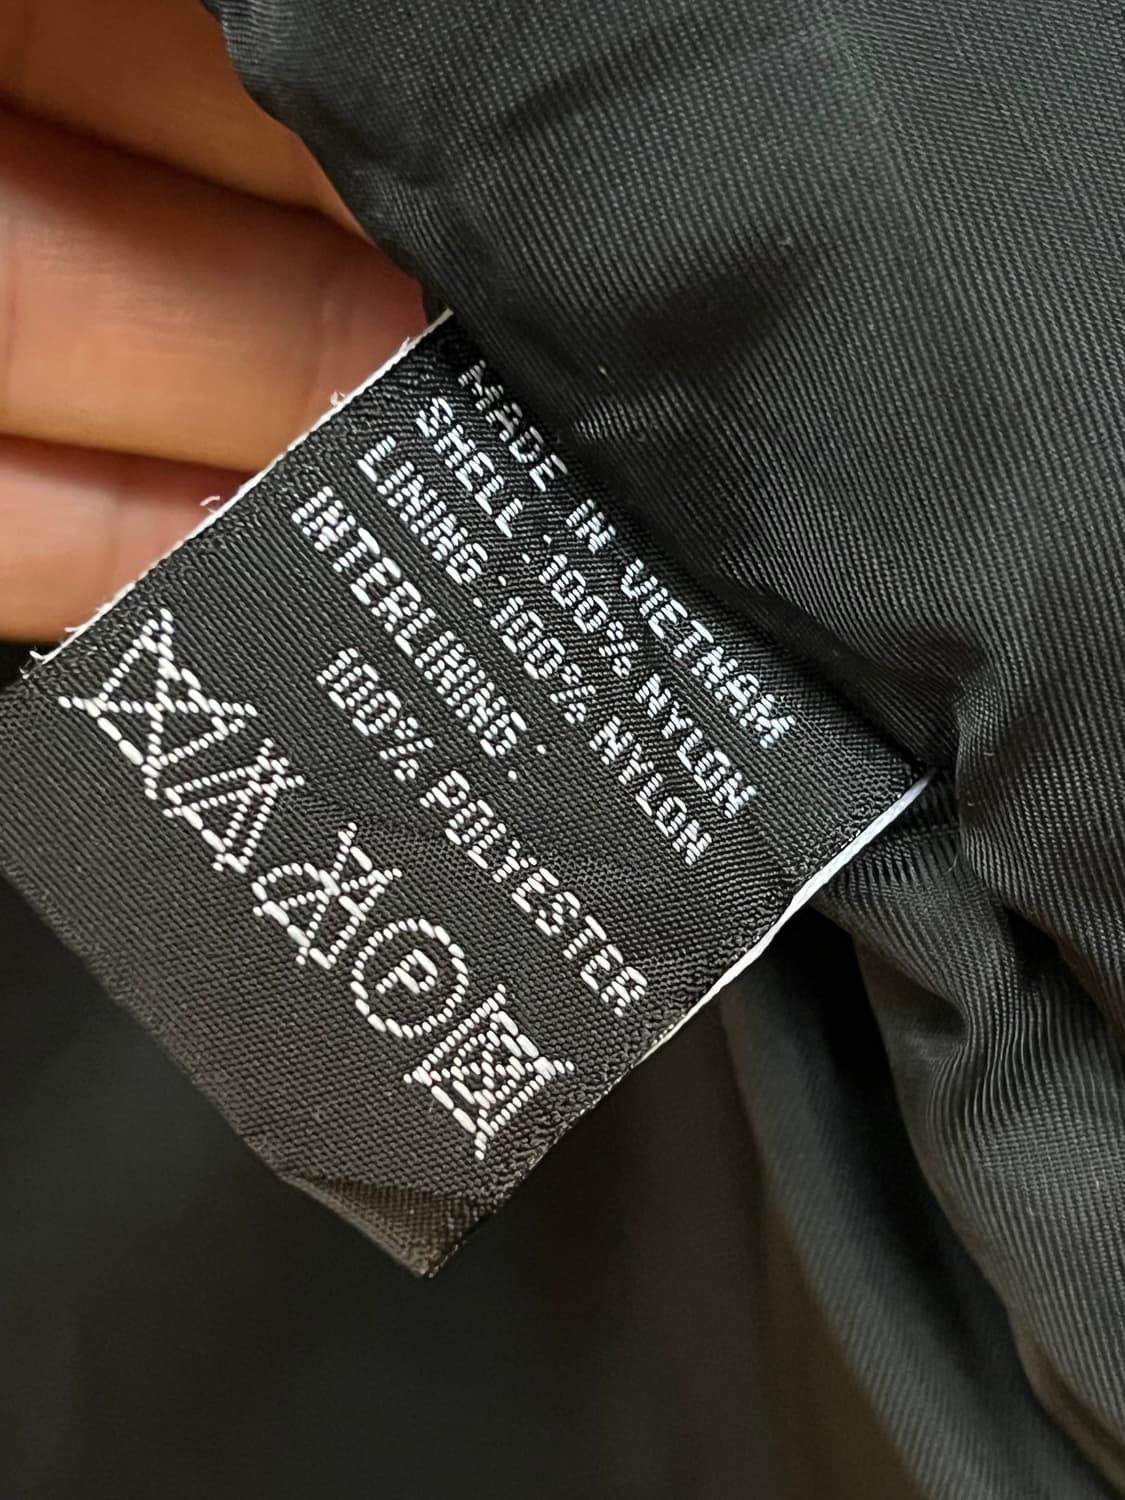 MADE IN VIETNAM
SHELL :100% NYLON
LINING :100% NYLON
INTERLINING :
100% POLYESTER
P